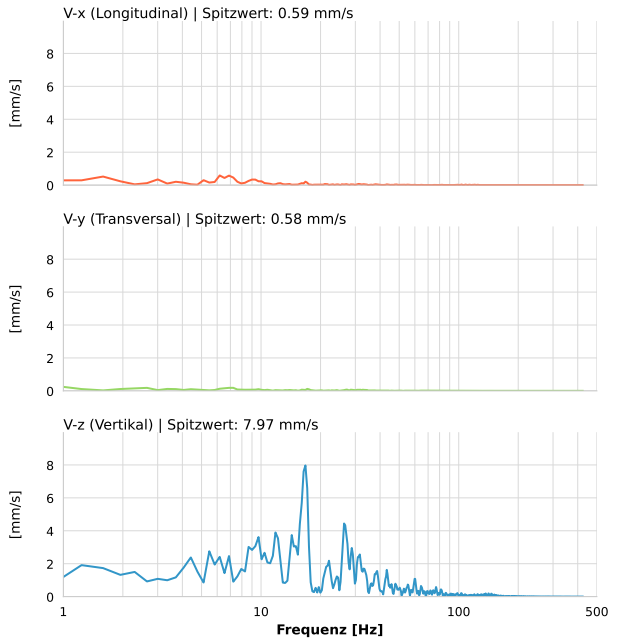 V-x (Longitudinal) | Spitzwert: 0.59 mm/s
[mm/s]
8
6
4
2
0
V-y (Transversal) | Spitzwert: 0.58 mm/s
[mm/s]
8
6
4
2
0
V-z (Vertikal) | Spitzwert: 7.97 mm/s
[mm/s]
8
6
4
2
0
1 10 100 500
Frequenz [Hz]